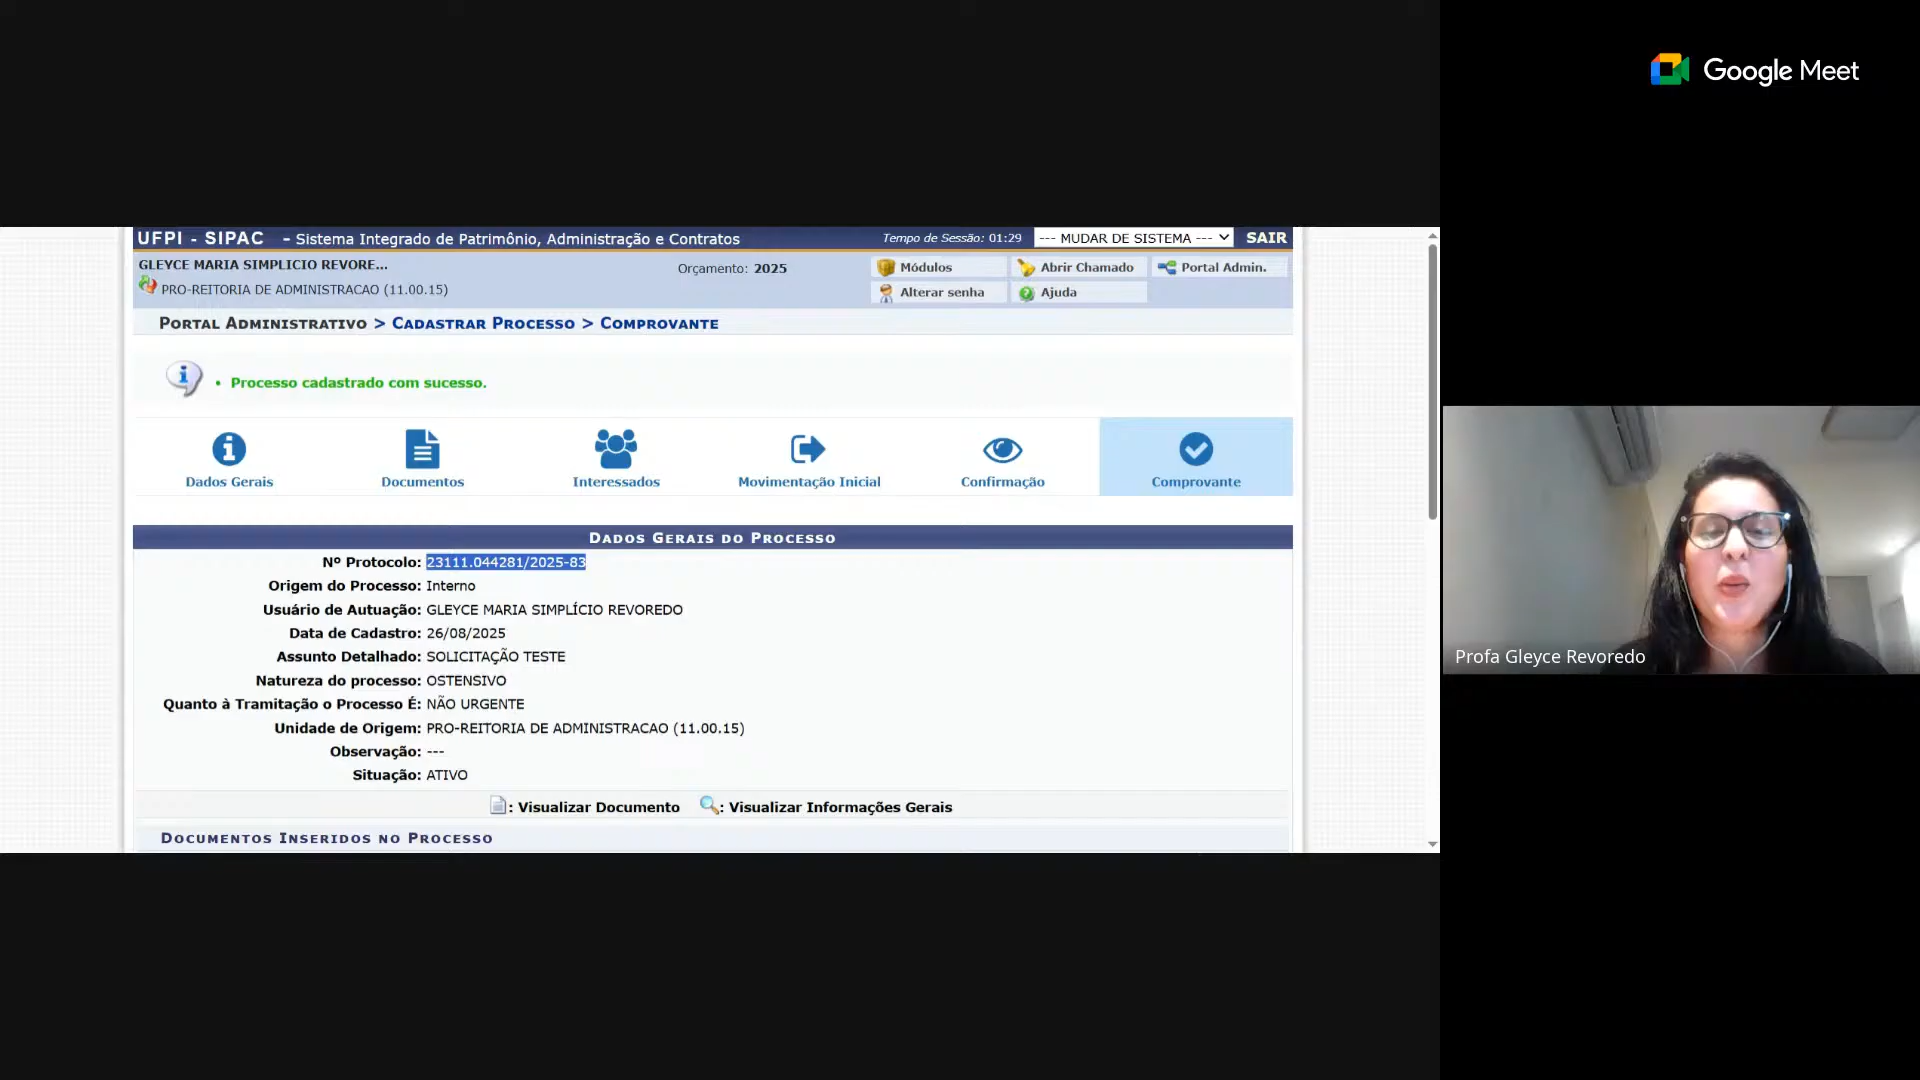 Google Meet
UFPI - SIPAC - Sistema Integrado de Patrimônio, Administração e Contratos
Tempo de Sessão: 01:29
--- MUDAR DE SISTEMA ---
SAIR
GLEYCE MARIA SIMPLICIO REVORE...
Orçamento: 2025
Módulos
Abrir Chamado
Portal Admin.
PRO-REITORIA DE ADMINISTRACAO (11.00.15)
Alterar senha
Ajuda
PORTAL ADMINISTRATIVO > CADASTRAR PROCESSO > COMPROVANTE
• Processo cadastrado com sucesso.
Dados Gerais
Documentos
Interessados
Movimentação Inicial
Confirmação
Comprovante
DADOS GERAIS DO PROCESSO
Nº Protocolo: 23111.044281/2025-83
Origem do Processo: Interno
Usuário de Autuação: GLEYCE MARIA SIMPLÍCIO REVOREDO
Data de Cadastro: 26/08/2025
Assunto Detalhado: SOLICITAÇÃO TESTE
Natureza do processo: OSTENSIVO
Quanto à Tramitação o Processo É: NÃO URGENTE
Unidade de Origem: PRO-REITORIA DE ADMINISTRACAO (11.00.15)
Observação: ---
Situação: ATIVO
: Visualizar Documento : Visualizar Informações Gerais
DOCUMENTOS INSERIDOS NO PROCESSO
Profa Gleyce Revoredo